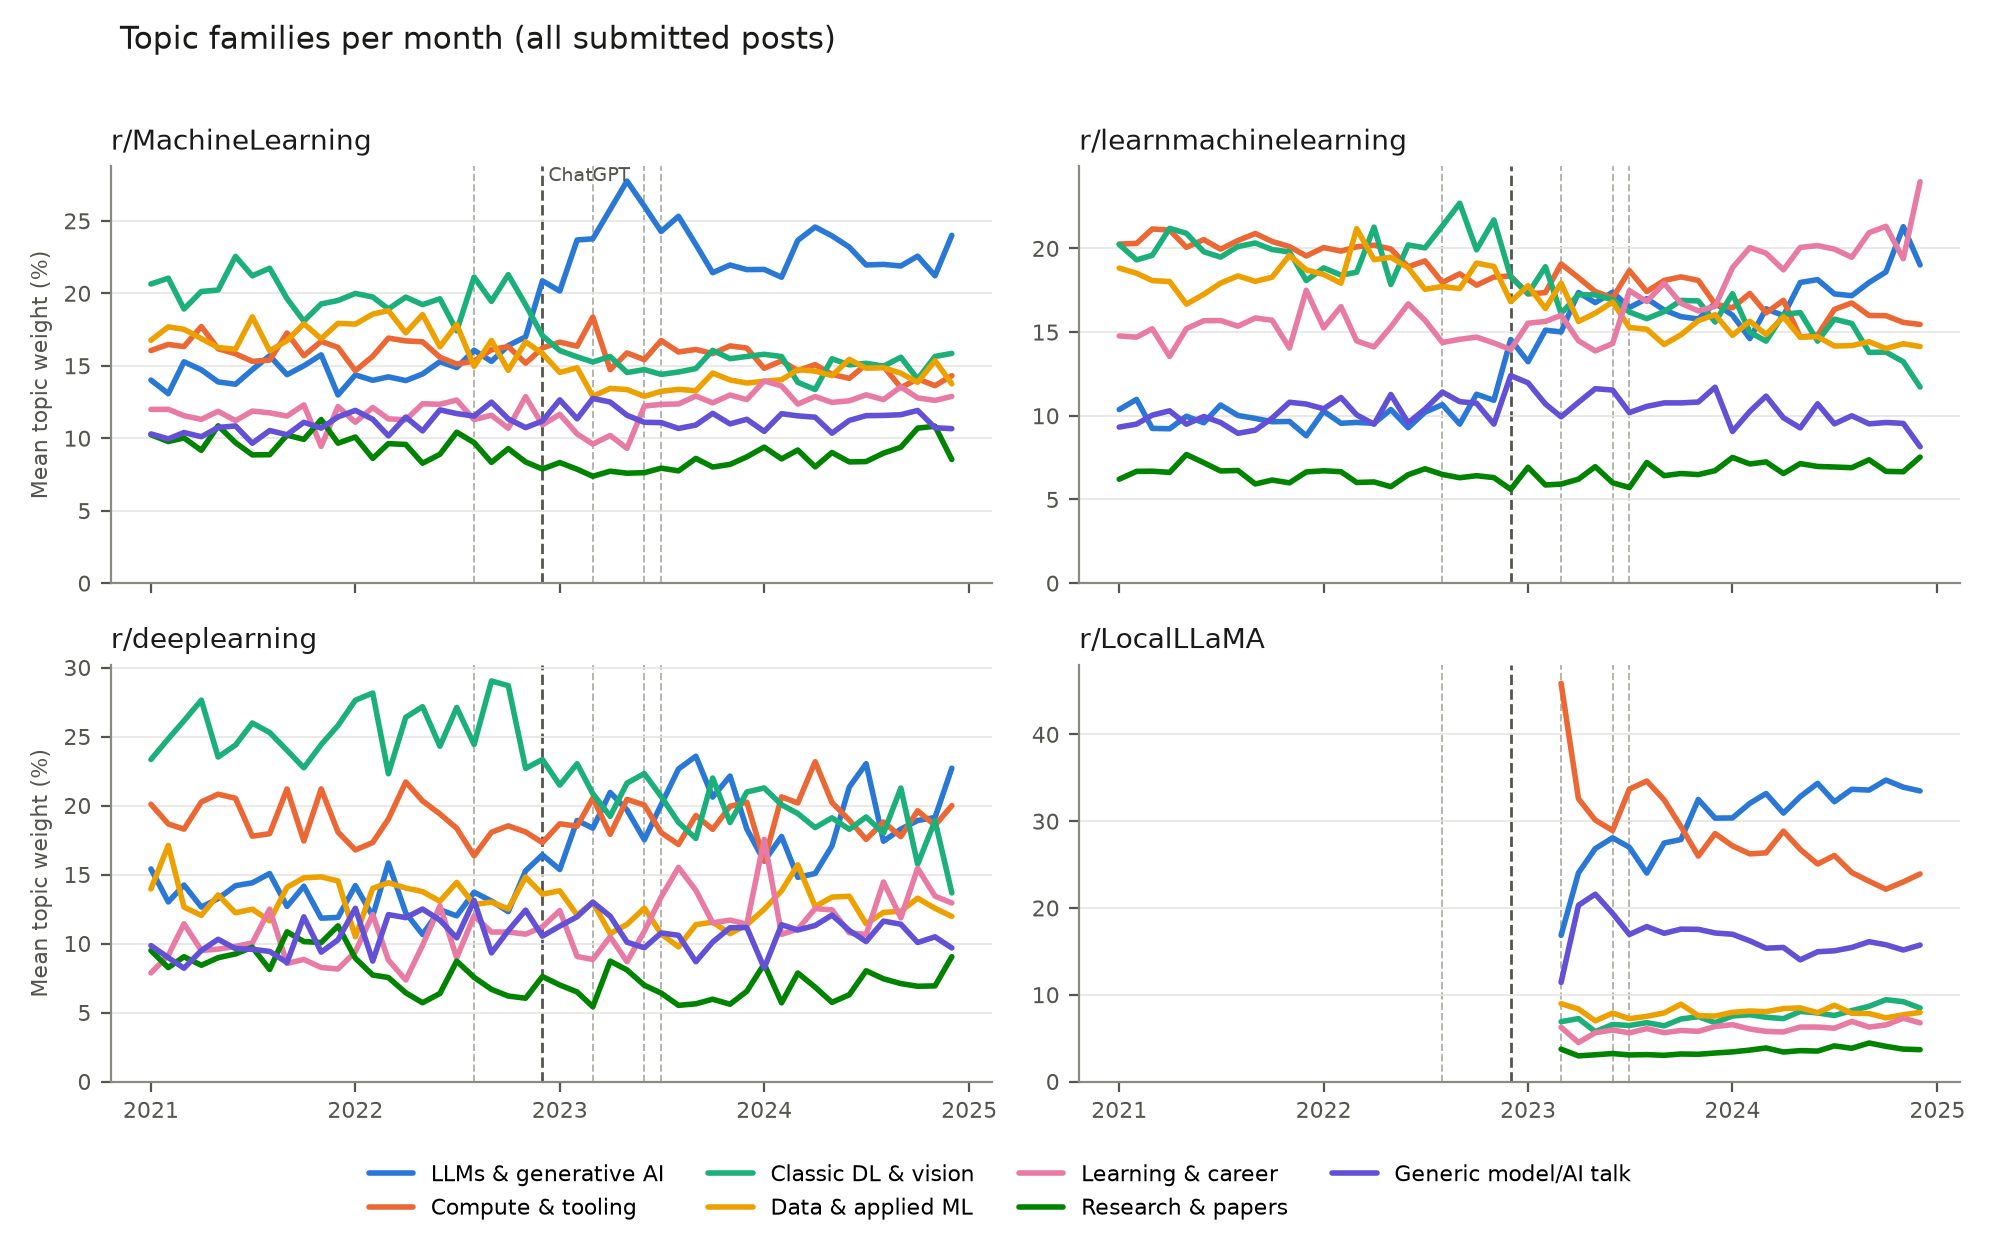 Topic families per month (all submitted posts)
r/MachineLearning
r/learnmachinelearning
ChatGPT
Mean topic weight (%)
25
20
15
10
5
0
20
15
10
5
0
r/deeplearning
r/LocalLLaMA
Mean topic weight (%)
30
25
20
15
10
5
0
40
30
20
10
0
2021 2022 2023 2024 2025
2021 2022 2023 2024 2025
LLMs & generative AI Classic DL & vision Learning & career Generic model/AI talk
Compute & tooling Data & applied ML Research & papers